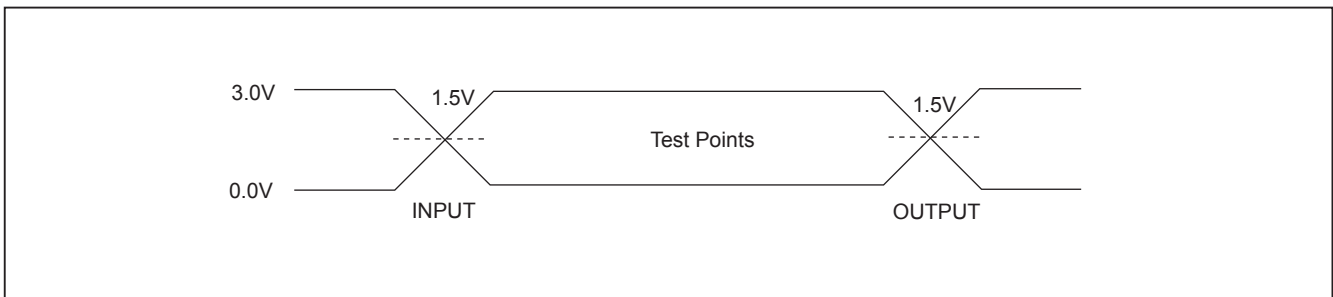 3.0V
1.5V
1.5V
Test Points
0.0V
INPUT
OUTPUT